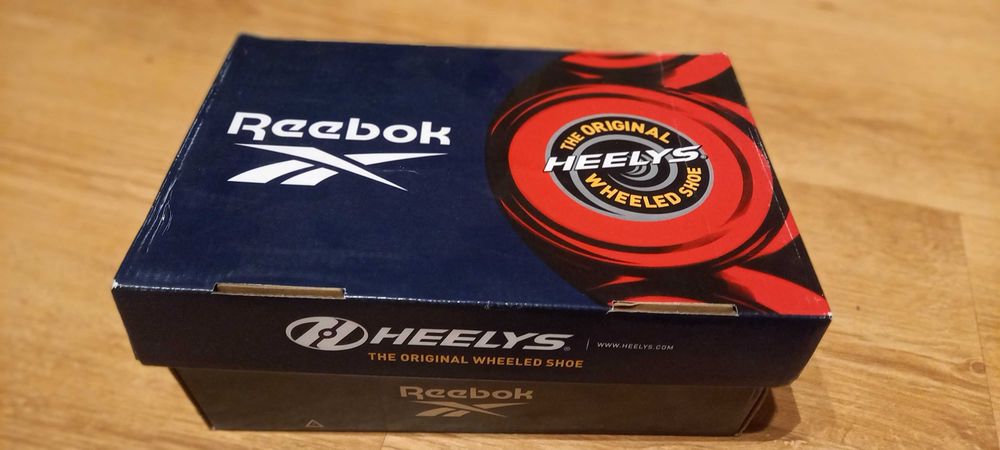 Reebok
THE ORIGINAL
HEELYS
WHEELED SHOE
HEELYS® | WWW.HEELYS.COM
THE ORIGINAL WHEELED SHOE
Reebok